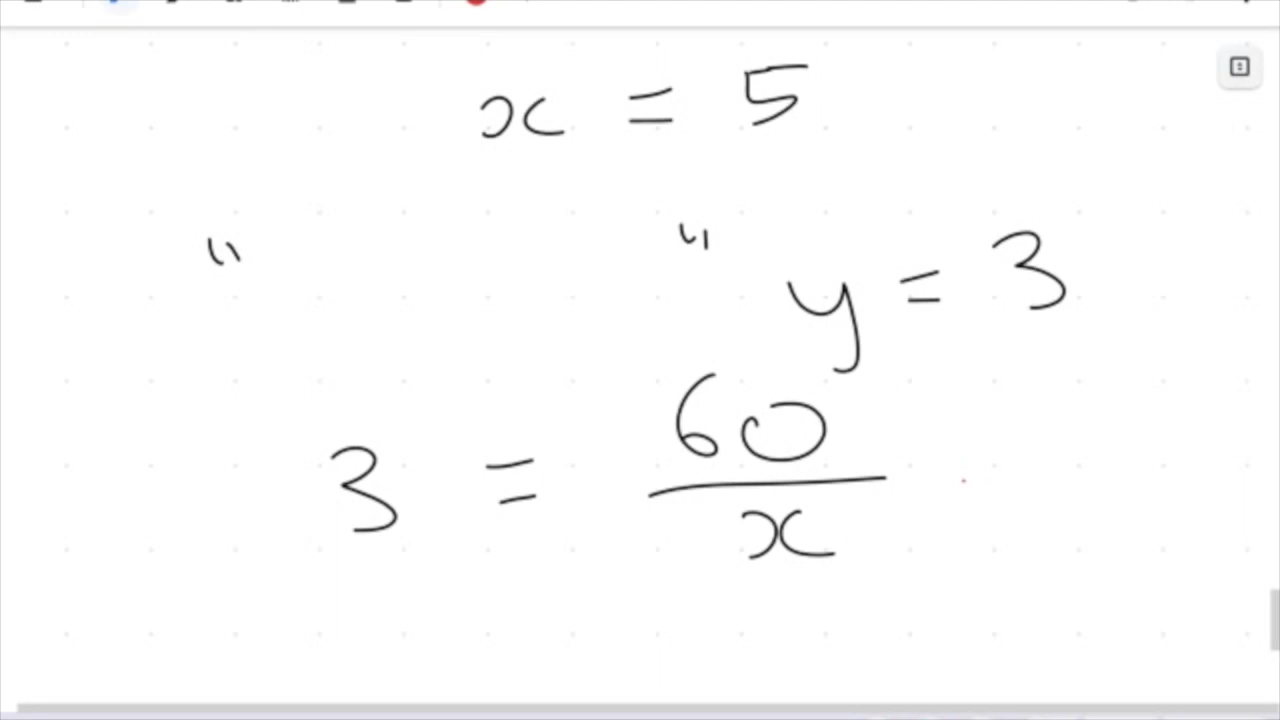 x = 5
" " y = 3
3 = 60/x